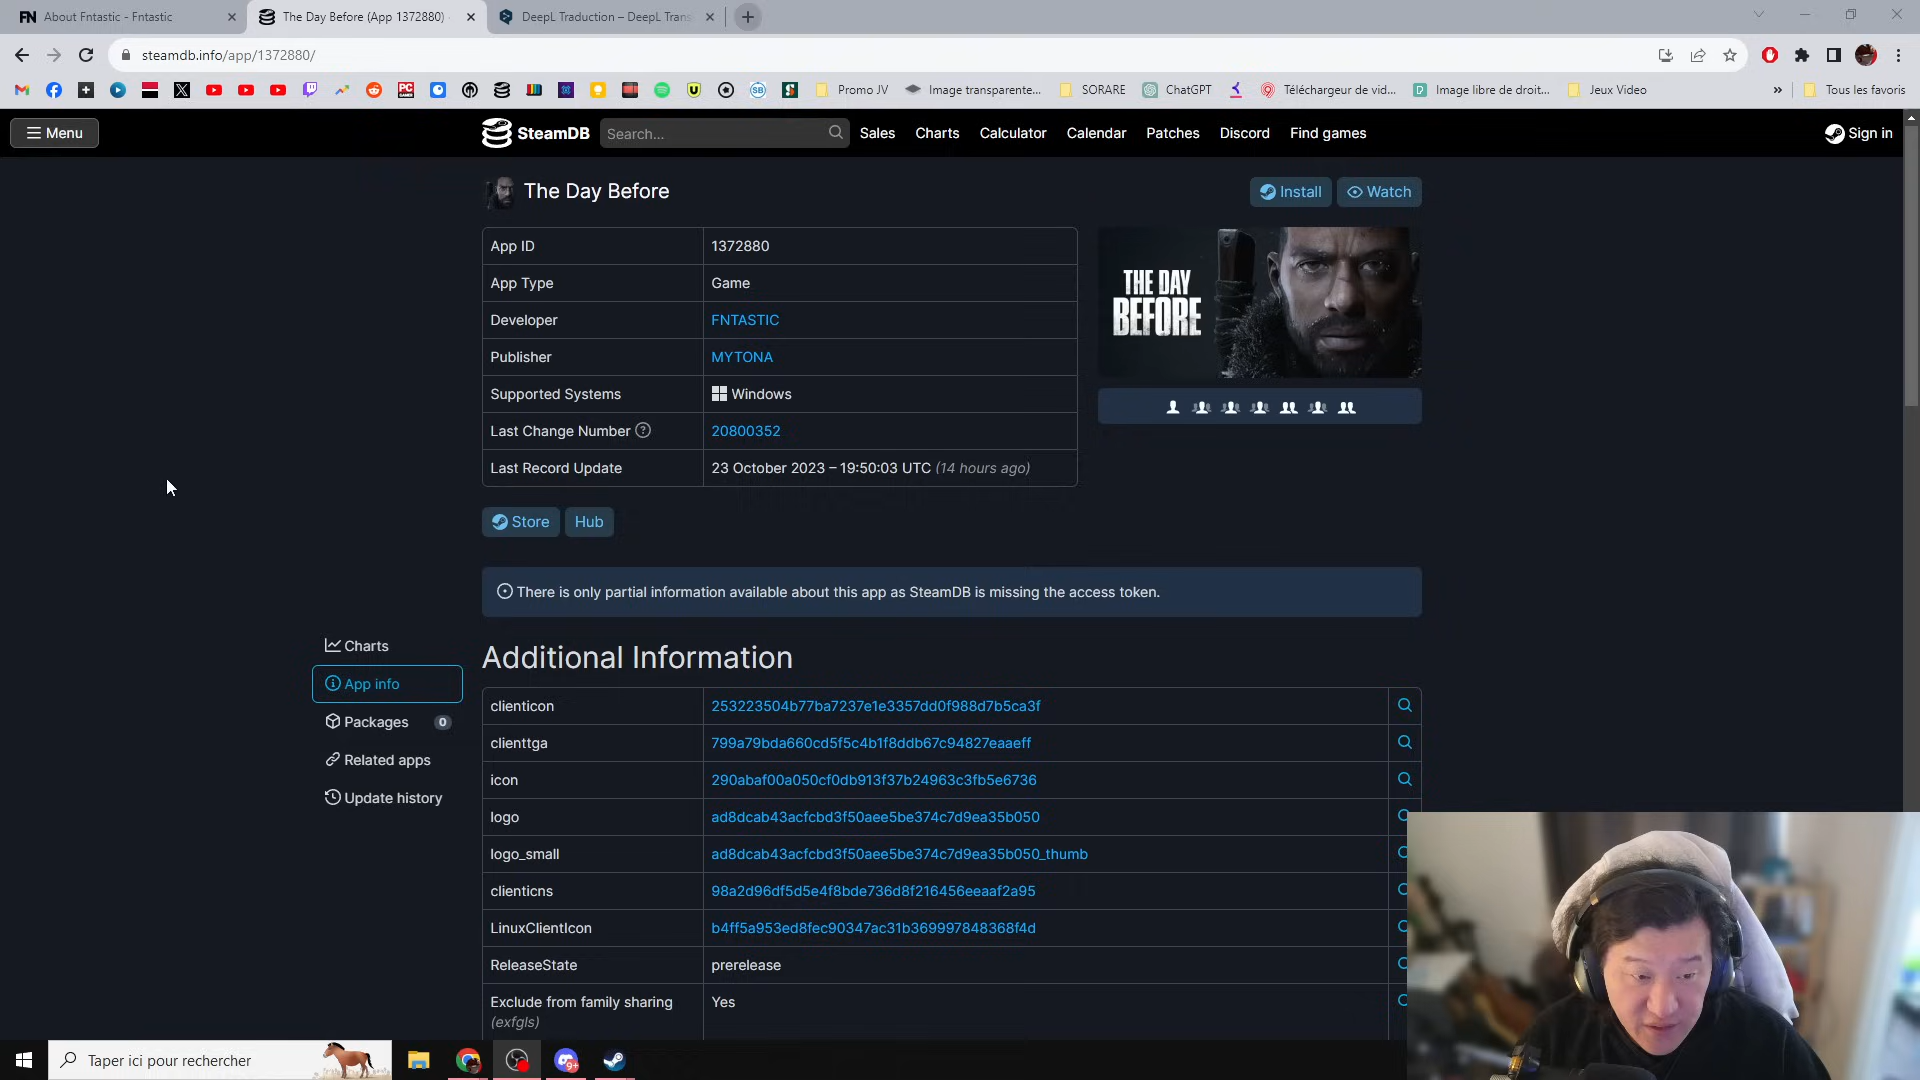 About Fntastic - Fntastic
The Day Before (App 1372880) ·
DeepL Traduction – DeepL Trans
steamdb.info/app/1372880/
Promo JV
Image transparente...
SORARE
ChatGPT
Téléchargeur de vid...
Image libre de droit...
Jeux Video
»
Tous les favoris
Menu
SteamDB
Search...
Sales
Charts
Calculator
Calendar
Patches
Discord
Find games
Sign in
The Day Before
Install
Watch
App ID 1372880
App Type Game
Developer FNTASTIC
Publisher MYTONA
Supported Systems Windows
Last Change Number 20800352
Last Record Update 23 October 2023 – 19:50:03 UTC (14 hours ago)
THE DAY
BEFORE
Store
Hub
There is only partial information available about this app as SteamDB is missing the access token.
Charts
App info
Packages 0
Related apps
Update history
Additional Information
clienticon 253223504b77ba7237e1e3357dd0f988d7b5ca3f
clienttga 799a79bda660cd5f5c4b1f8ddb67c94827eaaeff
icon 290abaf00a050cf0db913f37b24963c3fb5e6736
logo ad8dcab43acfcbd3f50aee5be374c7d9ea35b050
logo_small ad8dcab43acfcbd3f50aee5be374c7d9ea35b050_thumb
clienticns 98a2d96df5d5e4f8bde736d8f216456eeaaf2a95
LinuxClientIcon b4ff5a953ed8fec90347ac31b369997848368f4d
ReleaseState prerelease
Exclude from family sharing Yes
(exfgls)
Taper ici pour rechercher
9+